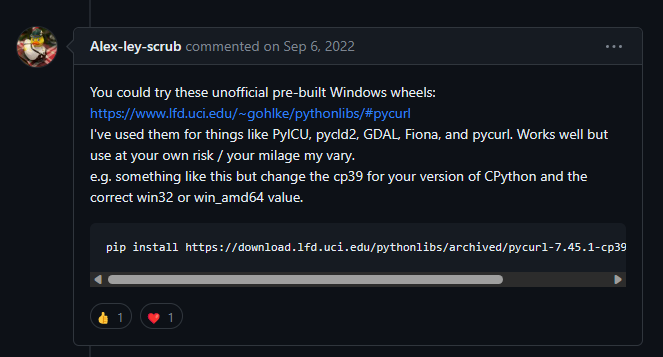 Alex-ley-scrub commented on Sep 6, 2022
You could try these unofficial pre-built Windows wheels:
https://www.lfd.uci.edu/~gohlke/pythonlibs/#pycurl
I've used them for things like PyICU, pycld2, GDAL, Fiona, and pycurl. Works well but
use at your own risk / your milage my vary.
e.g. something like this but change the cp39 for your version of CPython and the
correct win32 or win_amd64 value.
pip install https://download.lfd.uci.edu/pythonlibs/archived/pycurl-7.45.1-cp39
👍 1 ❤️ 1